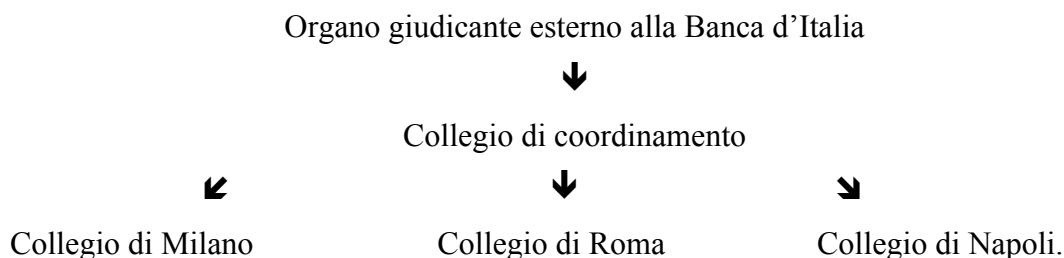 Organo giudicante esterno alla Banca d’Italia
Collegio di coordinamento
Collegio di Milano Collegio di Roma Collegio di Napoli.